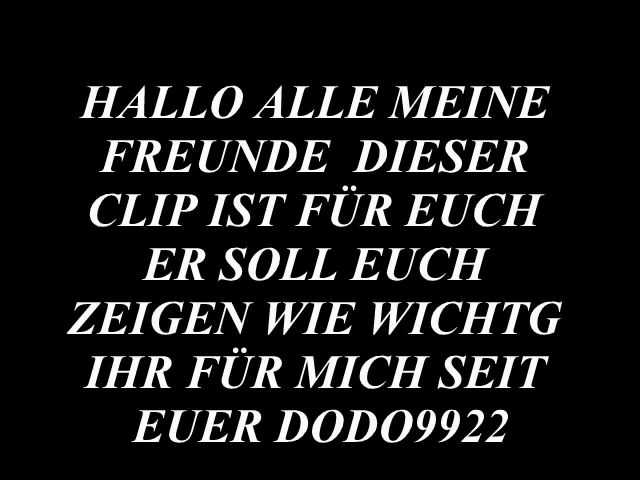 HALLO ALLE MEINE
FREUNDE DIESER
CLIP IST FÜR EUCH
ER SOLL EUCH
ZEIGEN WIE WICHTG
IHR FÜR MICH SEIT
EUER DODO9922